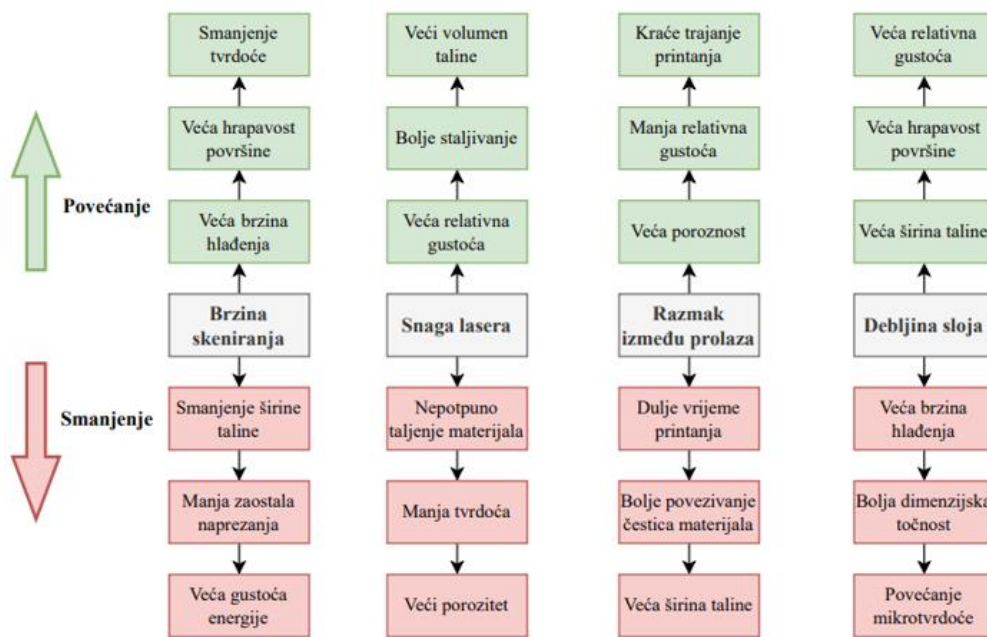 Smanjenje
tvrdoće
Veći volumen
taline
Kraće trajanje
printanja
Veća relativna
gustoća
Veća hrapavost
površine
Bolje staljivanje
Manja relativna
gustoća
Veća hrapavost
površine
Povećanje
Veća brzina
hlađenja
Veća relativna
gustoća
Veća poroznost
Veća širina taline
Brzina
skeniranja
Snaga lasera
Razmak
između prolaza
Debljina sloja
Smanjenje
Smanjenje širine
taline
Nepotpuno
taljenje materijala
Dulje vrijeme
printanja
Veća brzina
hlađenja
Manja zaostala
naprezanja
Manja tvrdoća
Bolje povezivanje
čestica materijala
Bolja dimenzijska
točnost
Veća gustoća
energije
Veći porozitet
Veća širina taline
Povećanje
mikrotvrdoće